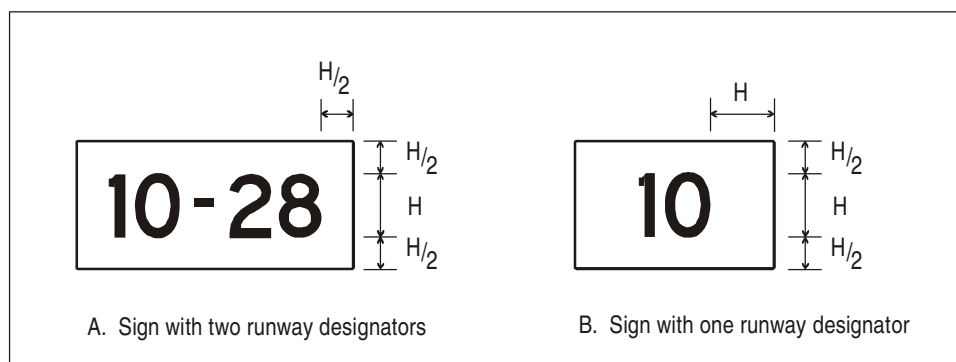 H/2
H
H/2
H
H/2
10-28
H/2
H
H/2
10
A. Sign with two runway designators
B. Sign with one runway designator